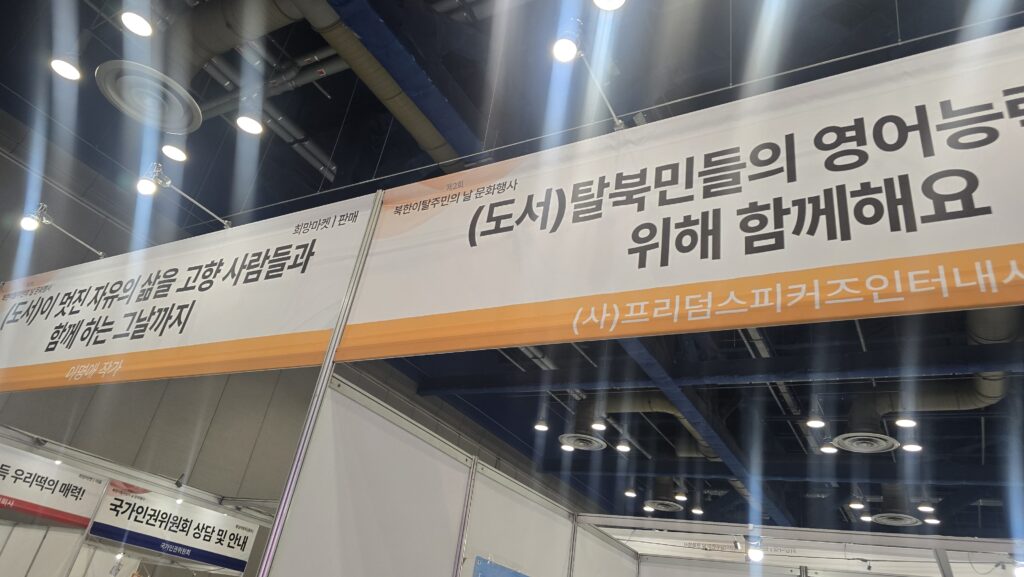 희망마켓 | 판매
(도서)이 멋진 자유의 삶을 고향 사람들과
함께 하는 그날까지
제2회
북한이탈주민의 날 문화행사
(도서)탈북민들의 영어능력
위해 함께해요
(사)프리덤스피커즈인터내셔
우리떡의 매력!
국가인권위원회 상담 및 안내
국가인권위원회